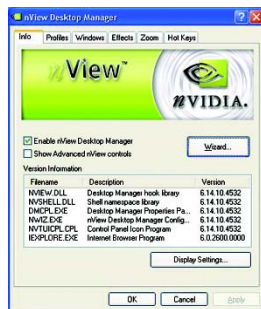 nView Desktop Manager
Info Profiles Windows Effects Zoom Hot Keys
nView™
nVIDIA.
Enable nView Desktop Manager
Show Advanced nView controls
Wizard...
Version Information
Filename Description Version
NVIEW.DLL Desktop Manager hook library 6.14.10.4532
NVSHELL.DLL Shell namespace library 6.14.10.4532
DMCPL.EXE Desktop Manager Properties Pa... 6.14.10.4532
NWIZ.EXE nView Desktop Manager Config... 6.14.10.4532
NVTUICPL.CPL Control Panel Icon Program 6.14.10.4532
IEXPLORE.EXE Internet Browser Program 6.0.2600.0000
Display Settings...
OK Cancel Apply